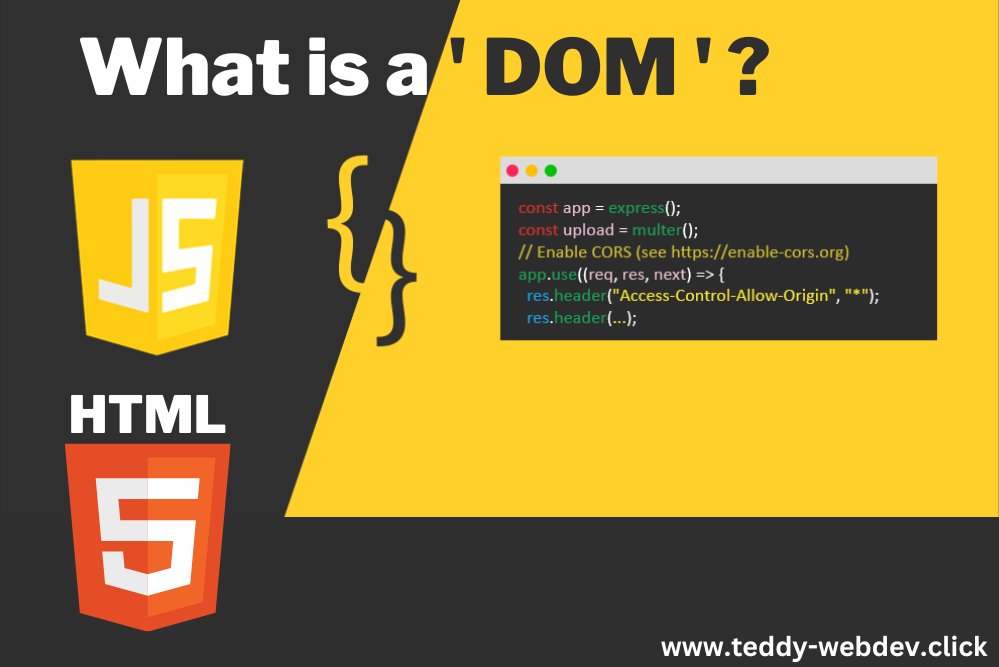 What is a ' DOM ' ?
JS
{
}
const app = express();
const upload = multer();
// Enable CORS (see https://enable-cors.org)
app.use((req, res, next) => {
res.header("Access-Control-Allow-Origin", "*");
res.header(...);
HTML
5
www.teddy-webdev.click